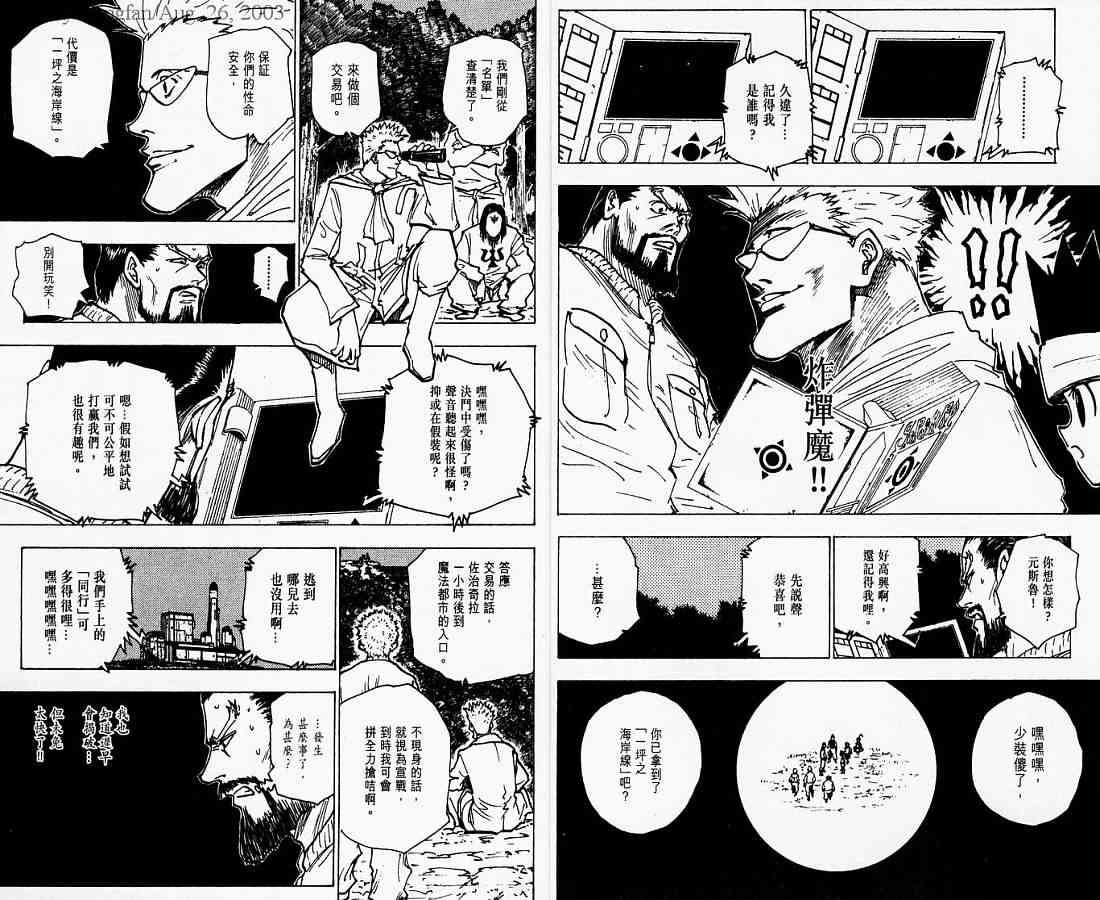 …………
久違了…
記得我
是誰嗎？
!!
炸彈魔!!
你想怎樣？
元斯魯！
好高興啊，
還記得我哩。
先說聲
恭喜吧，
…甚麼？
嘿嘿嘿，
少裝傻了，
你已拿到了
「一坪之
海岸線」吧？
Aug. 26, 2003
我們剛從
「名單」
查清楚了。
來做個
交易吧。
保証
你們的性命
安全．
代價是
「一坪之海岸線」。
……
別開玩笑！
嘿嘿嘿，
決鬥中受傷了嗎？
聲音聽起來很怪啊，
抑或在假裝呢？
嗯…假如想試試
可不可公平地
打贏我們，
也很有趣呢。
答應
交易的話，
佐治奇拉
一小時後到
魔法都市的入口。
不現身的話，
就視為宣戰，
到時我可會
拼全力搶咭啊。
逃到
哪兒去
也沒用啊…
我們手上的
「同行」可
多得很哩…
嘿嘿嘿嘿…
…發生
甚麼事了，
為甚麼？
我也
知道遲早
會揭破…
但未免
太快了!!